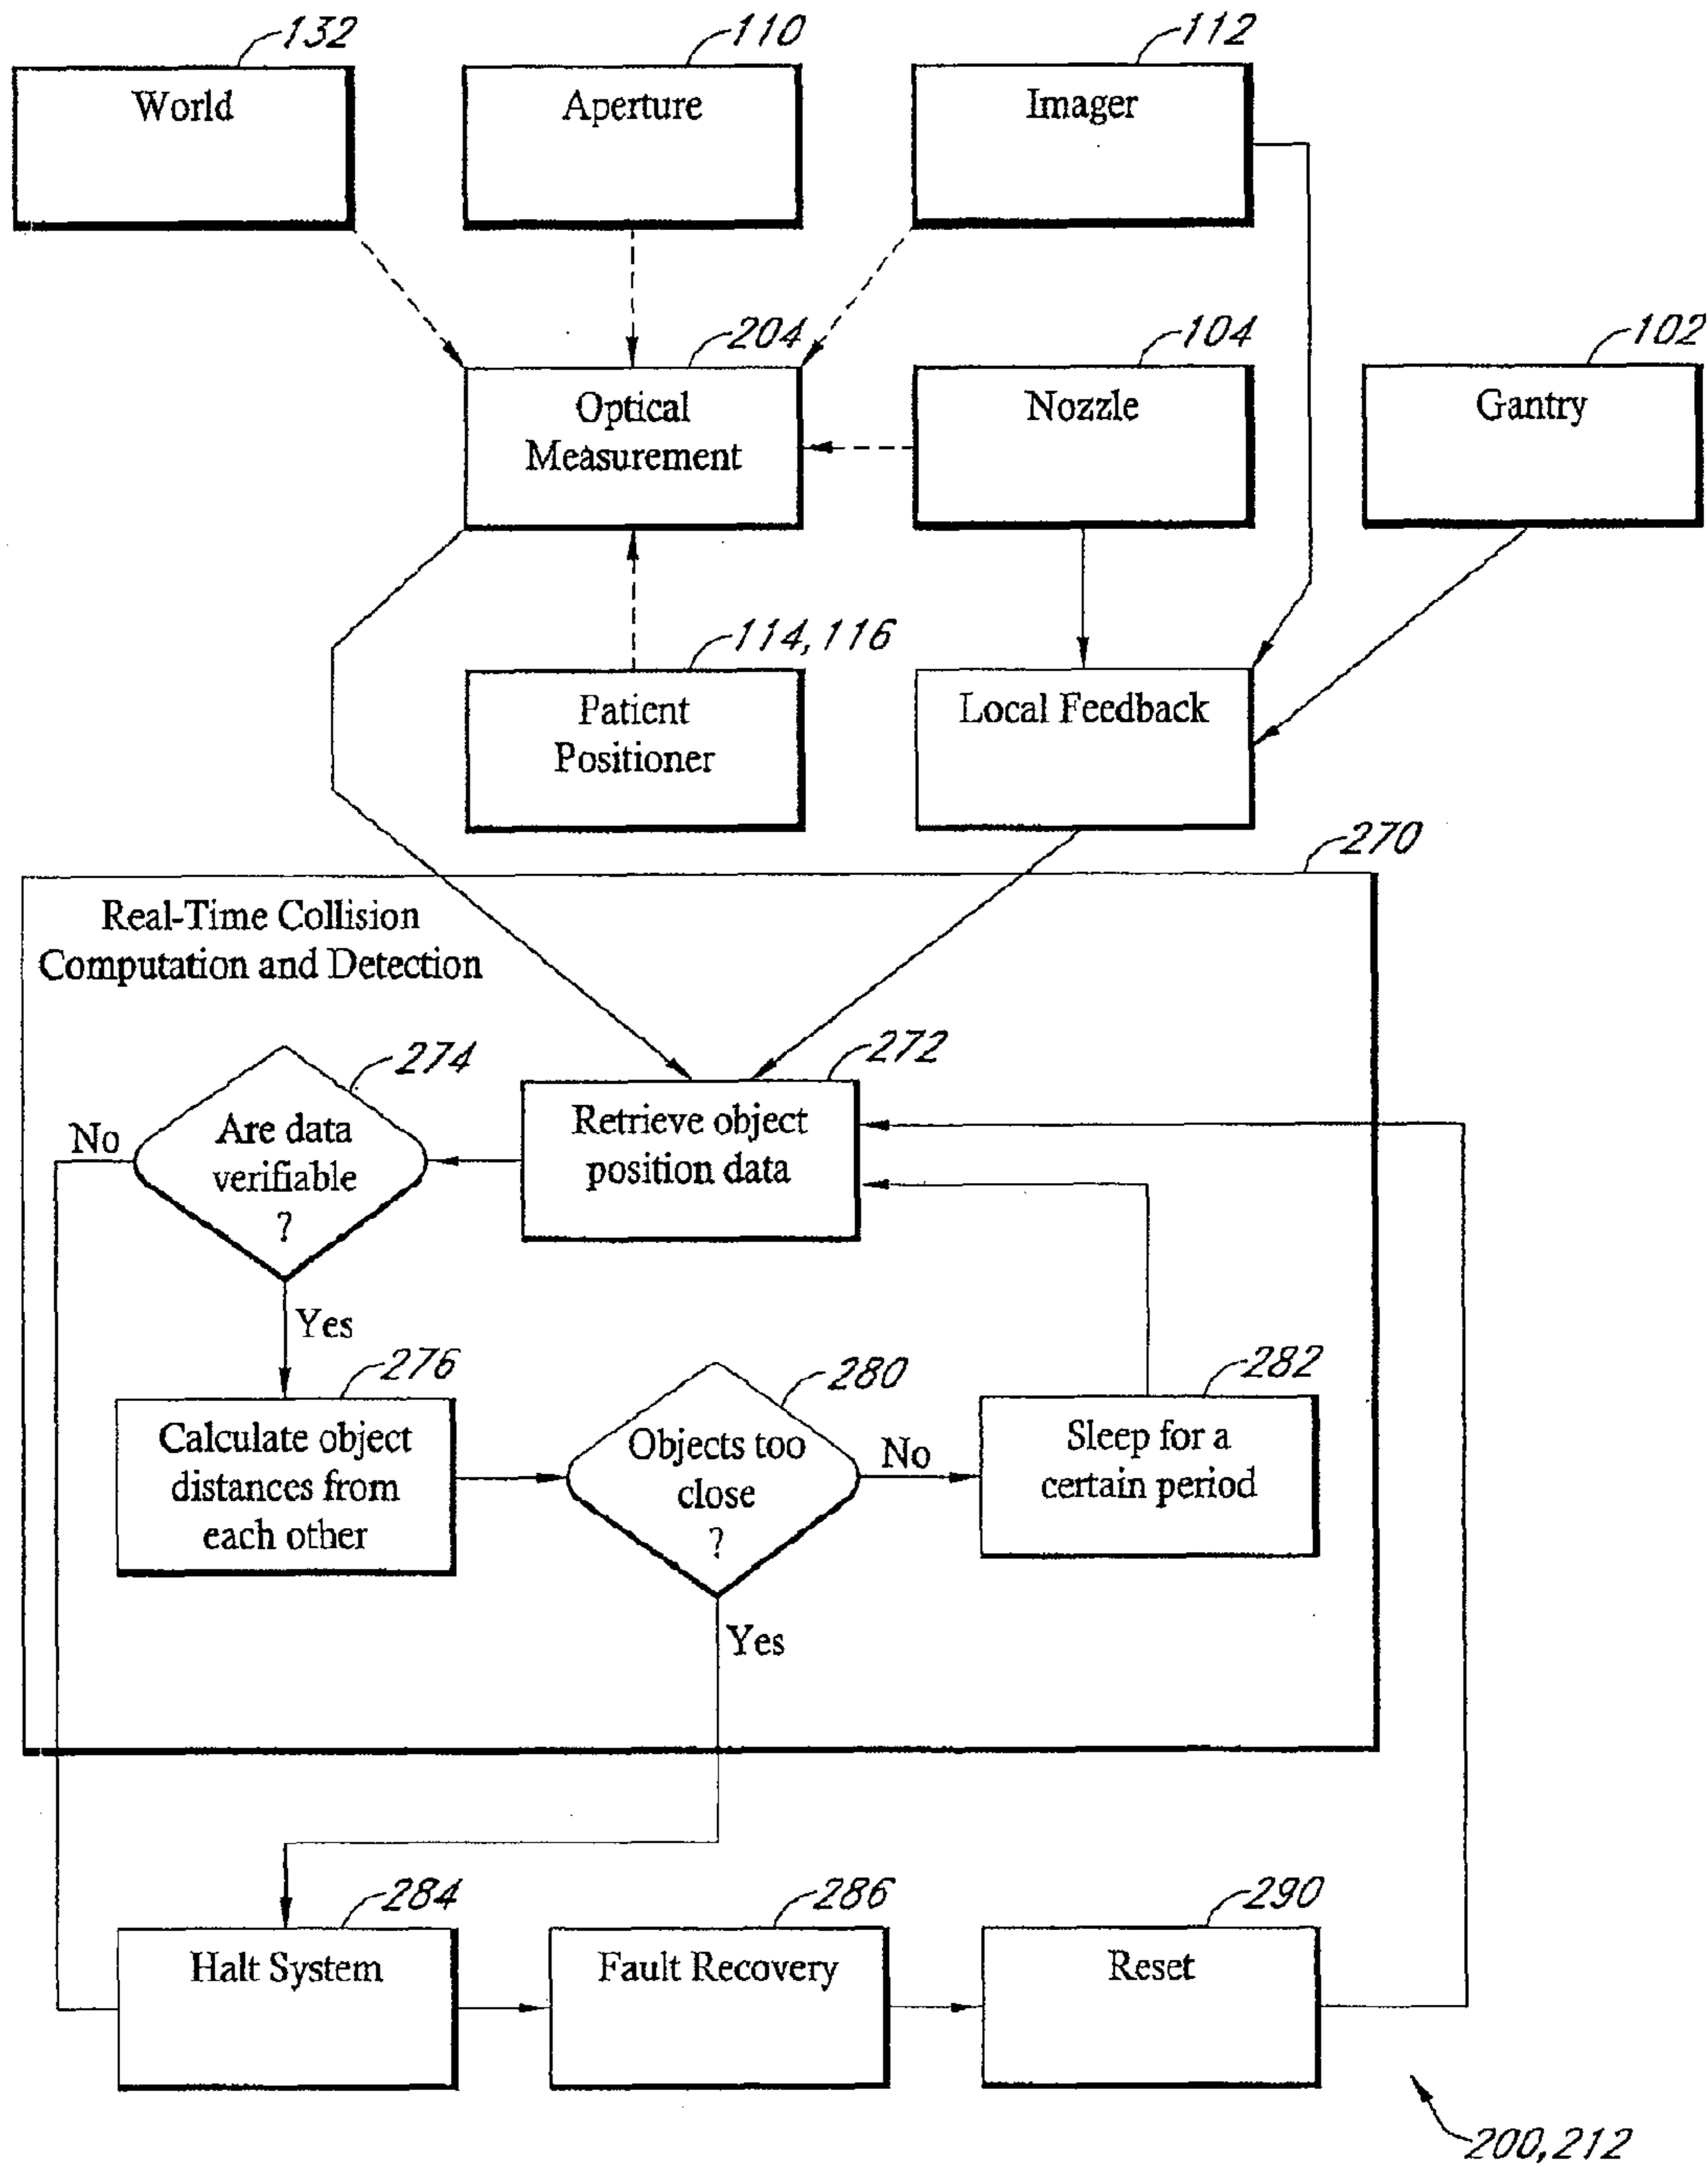 132
110
112
World
Aperture
Imager
204
104
102
Optical
Measurement
Nozzle
Gantry
114, 116
Patient
Positioner
Local Feedback
270
Real-Time Collision
Computation and Detection
274
272
No
Are data
verifiable
?
Retrieve object
position data
Yes
276
280
282
Calculate object
distances from
each other
Objects too
close
?
No
Sleep for a
certain period
Yes
284
286
290
Halt System
Fault Recovery
Reset
200, 212